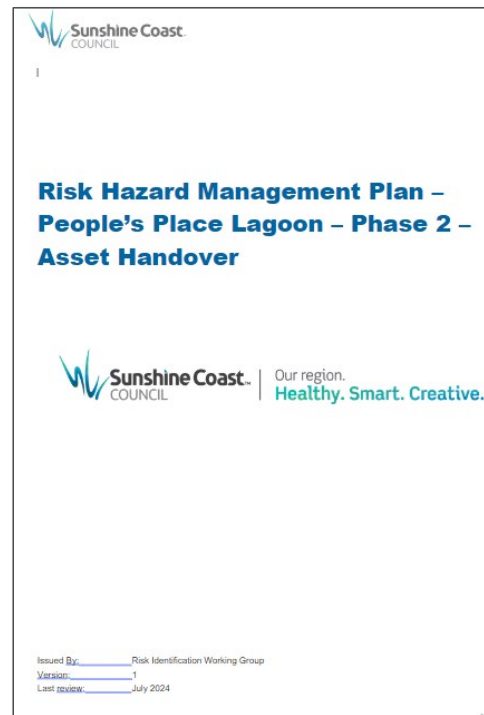 Sunshine Coast.
COUNCIL
Risk Hazard Management Plan –
People's Place Lagoon – Phase 2 –
Asset Handover
Sunshine Coast™
COUNCIL
Our region.
Healthy. Smart. Creative.
Issued By: Risk Identification Working Group
Version: 1
Last review: July 2024